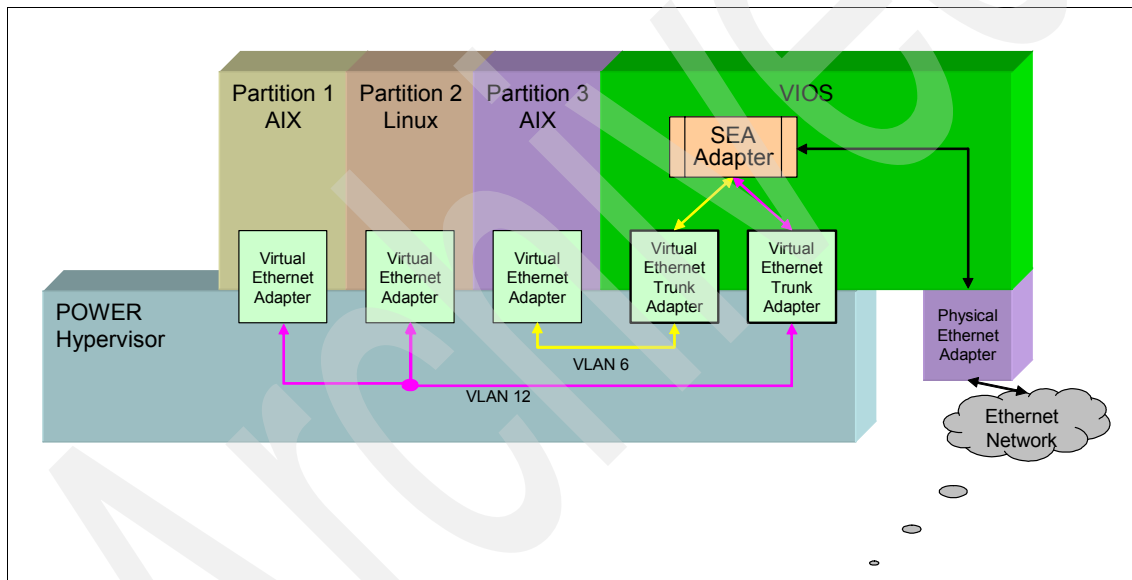 Partition 1
AIX
Partition 2
Linux
Partition 3
AIX
VIOS
SEA
Adapter
Virtual
Ethernet
Adapter
Virtual
Ethernet
Adapter
Virtual
Ethernet
Adapter
Virtual
Ethernet
Trunk
Adapter
Virtual
Ethernet
Trunk
Adapter
POWER
Hypervisor
Physical
Ethernet
Adapter
VLAN 6
VLAN 12
Ethernet
Network
Archive